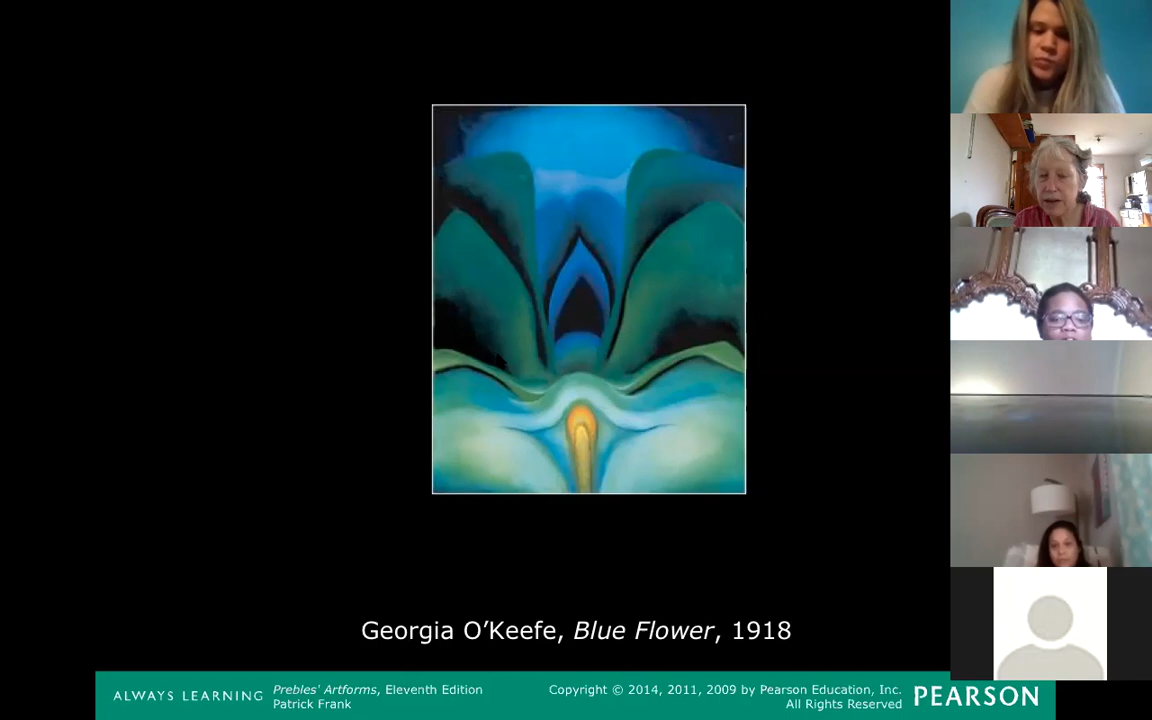 Georgia O’Keefe, Blue Flower, 1918
ALWAYS LEARNING
Prebles' Artforms, Eleventh Edition
Patrick Frank
Copyright © 2014, 2011, 2009 by Pearson Education, Inc.
All Rights Reserved
PEARSON